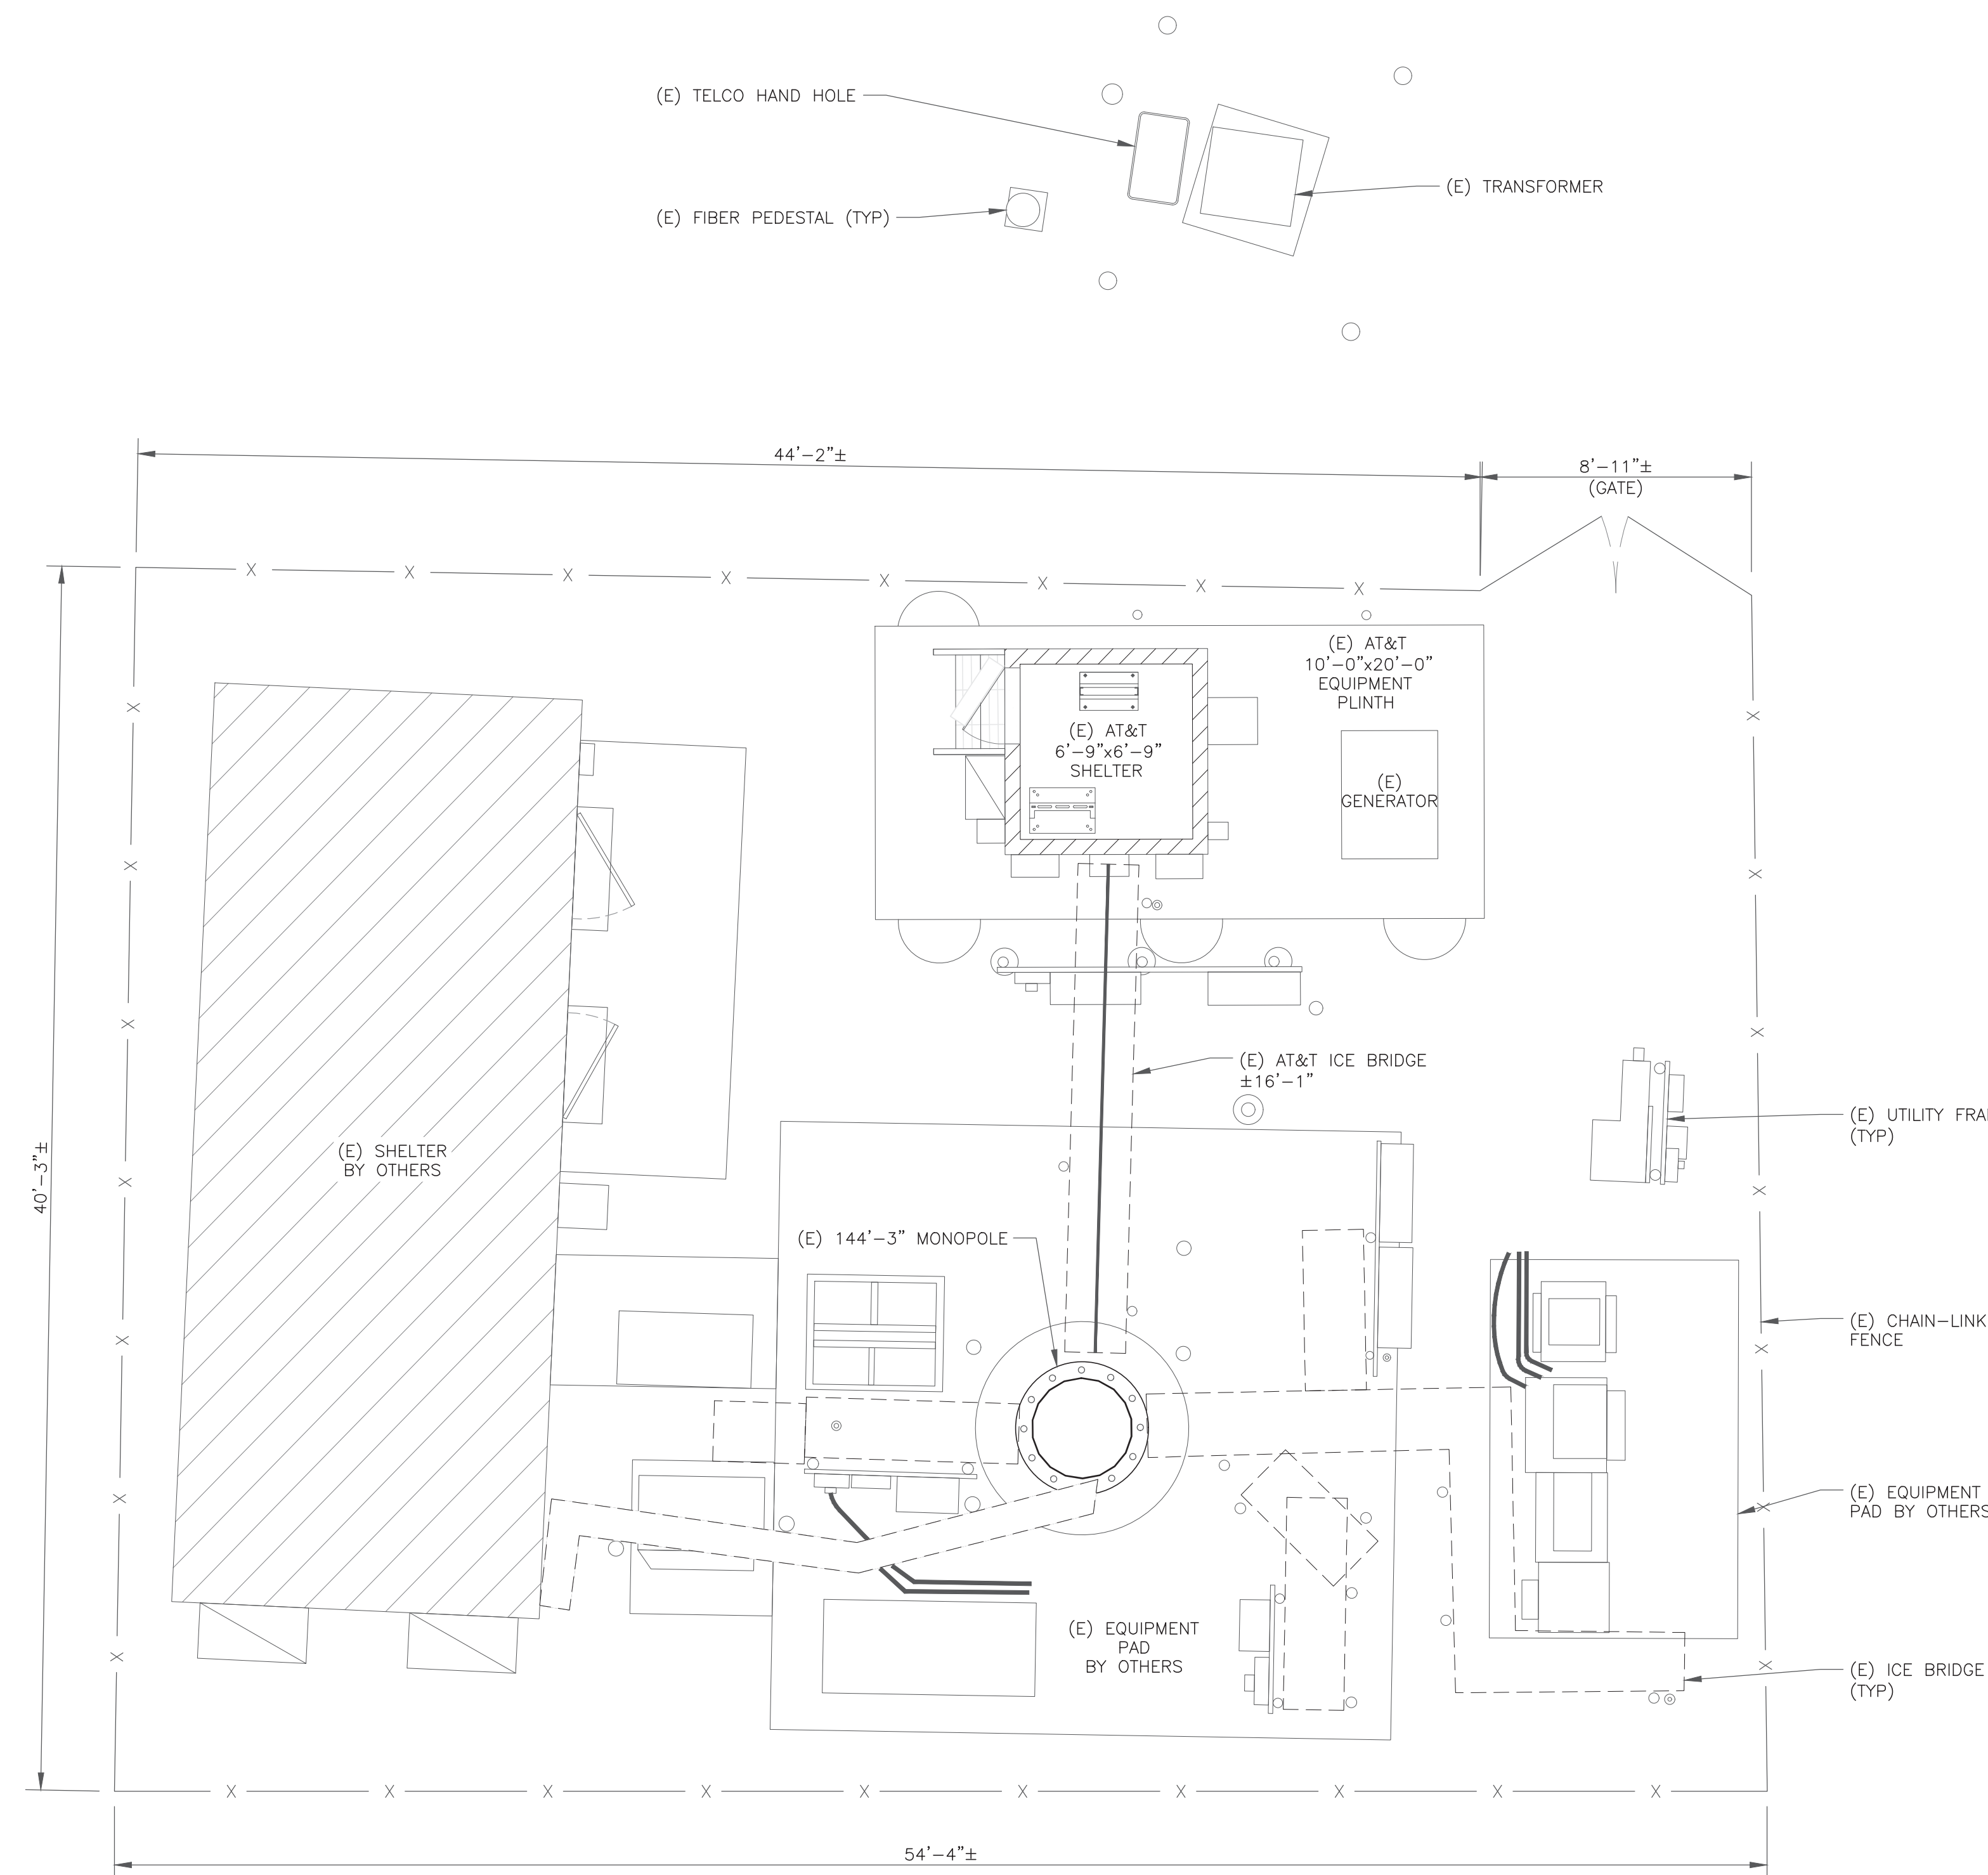 (E) TELCO HAND HOLE
(E) TRANSFORMER
(E) FIBER PEDESTAL (TYP)
44'-2"±
8'-11"±
(GATE)
(E) AT&T
10'-0"x20'-0"
EQUIPMENT
PLINTH
(E) AT&T
6'-9"x6'-9"
SHELTER
(E)
GENERATOR
(E) AT&T ICE BRIDGE
±16'-1"
(E) UTILITY
(TYP)
40'-3"±
(E) SHELTER
BY OTHERS
(E) 144'-3" MONOPOLE
(E) CHAIN-LINK
FENCE
(E) EQUIPMENT
PAD BY OTHERS
(E) EQUIPMENT
PAD
BY OTHERS
(E) ICE BRIDGE
(TYP)
54'-4"±